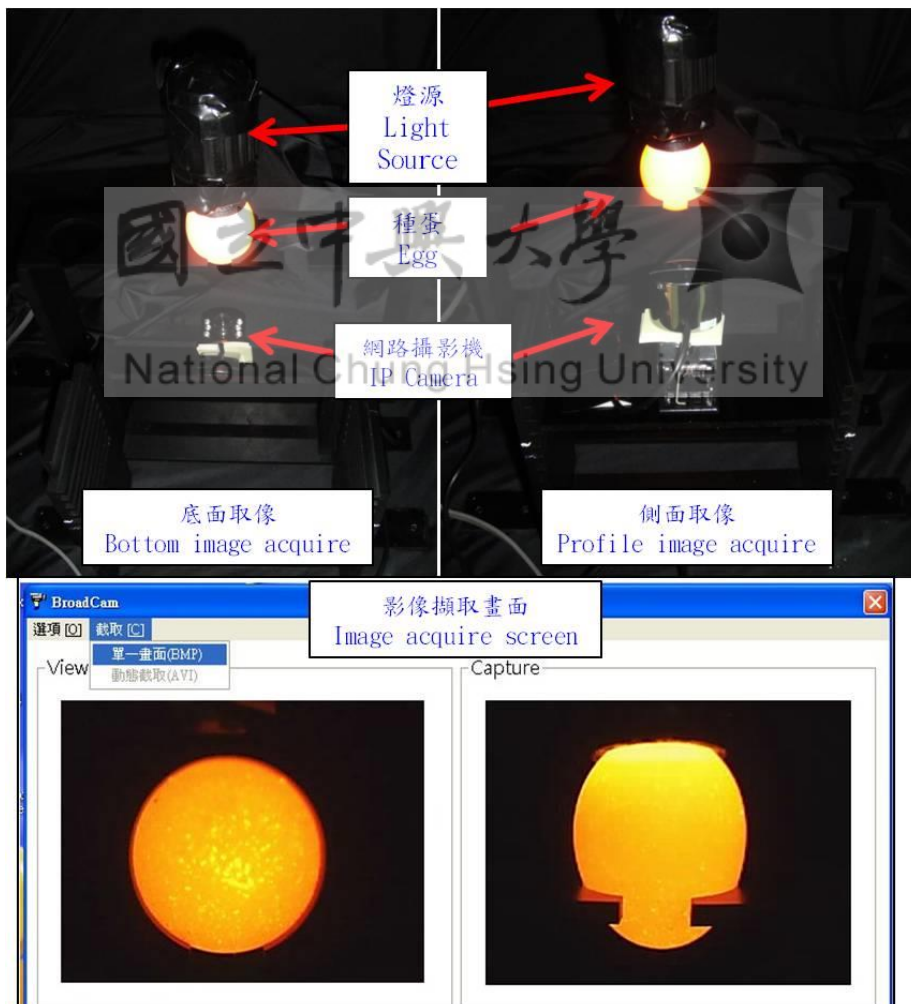 燈源
Light
Source
種蛋
Egg
國立中興大學
網路攝影機
IP Camera
National Chung Hsing University
底面取像
Bottom image acquire
側面取像
Profile image acquire
BroadCam
影像擷取畫面
Image acquire screen
選項[O] 截取[C]
單一畫面(BMP)
動態截取(AVI)
View
Capture